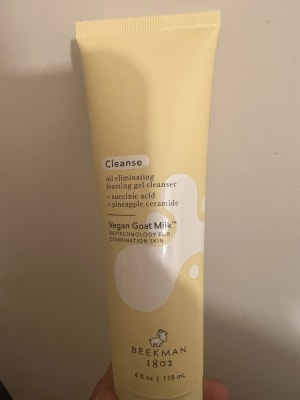 Cleanse
oil eliminating
foaming gel cleanser
+ succinic acid
+ pineapple ceramide
Vegan Goat Milk™
BIOTECHNOLOGY FOR
COMBINATION SKIN
BEEKMAN
1802
4 fl oz | 118 mL